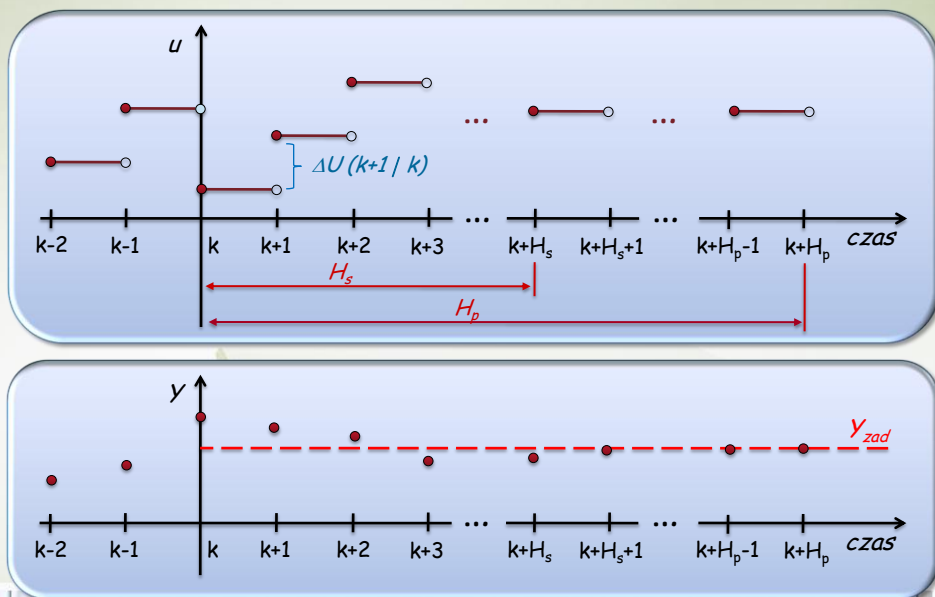 u
... ...
ΔU (k+1 | k)
... ...
k-2 k-1 k k+1 k+2 k+3 k+Hₛ k+Hₛ+1 k+Hₚ-1 k+Hₚ czas
Hₛ
Hₚ
y
Yzad
... ...
k-2 k-1 k k+1 k+2 k+3 k+Hₛ k+Hₛ+1 k+Hₚ-1 k+Hₚ czas